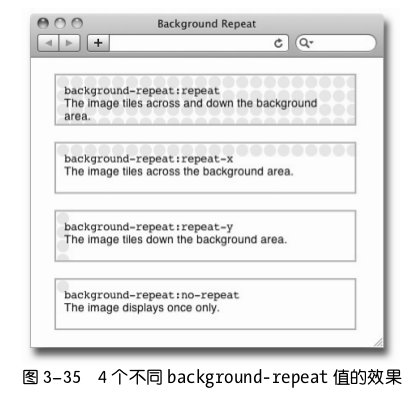 Background Repeat
background-repeat:repeat
The image tiles across and down the background
area.
background-repeat:repeat-x
The image tiles across the background area.
background-repeat:repeat-y
The image tiles down the background area.
background-repeat:no-repeat
The image displays once only.
图 3-35 4 个不同 background-repeat 值的效果